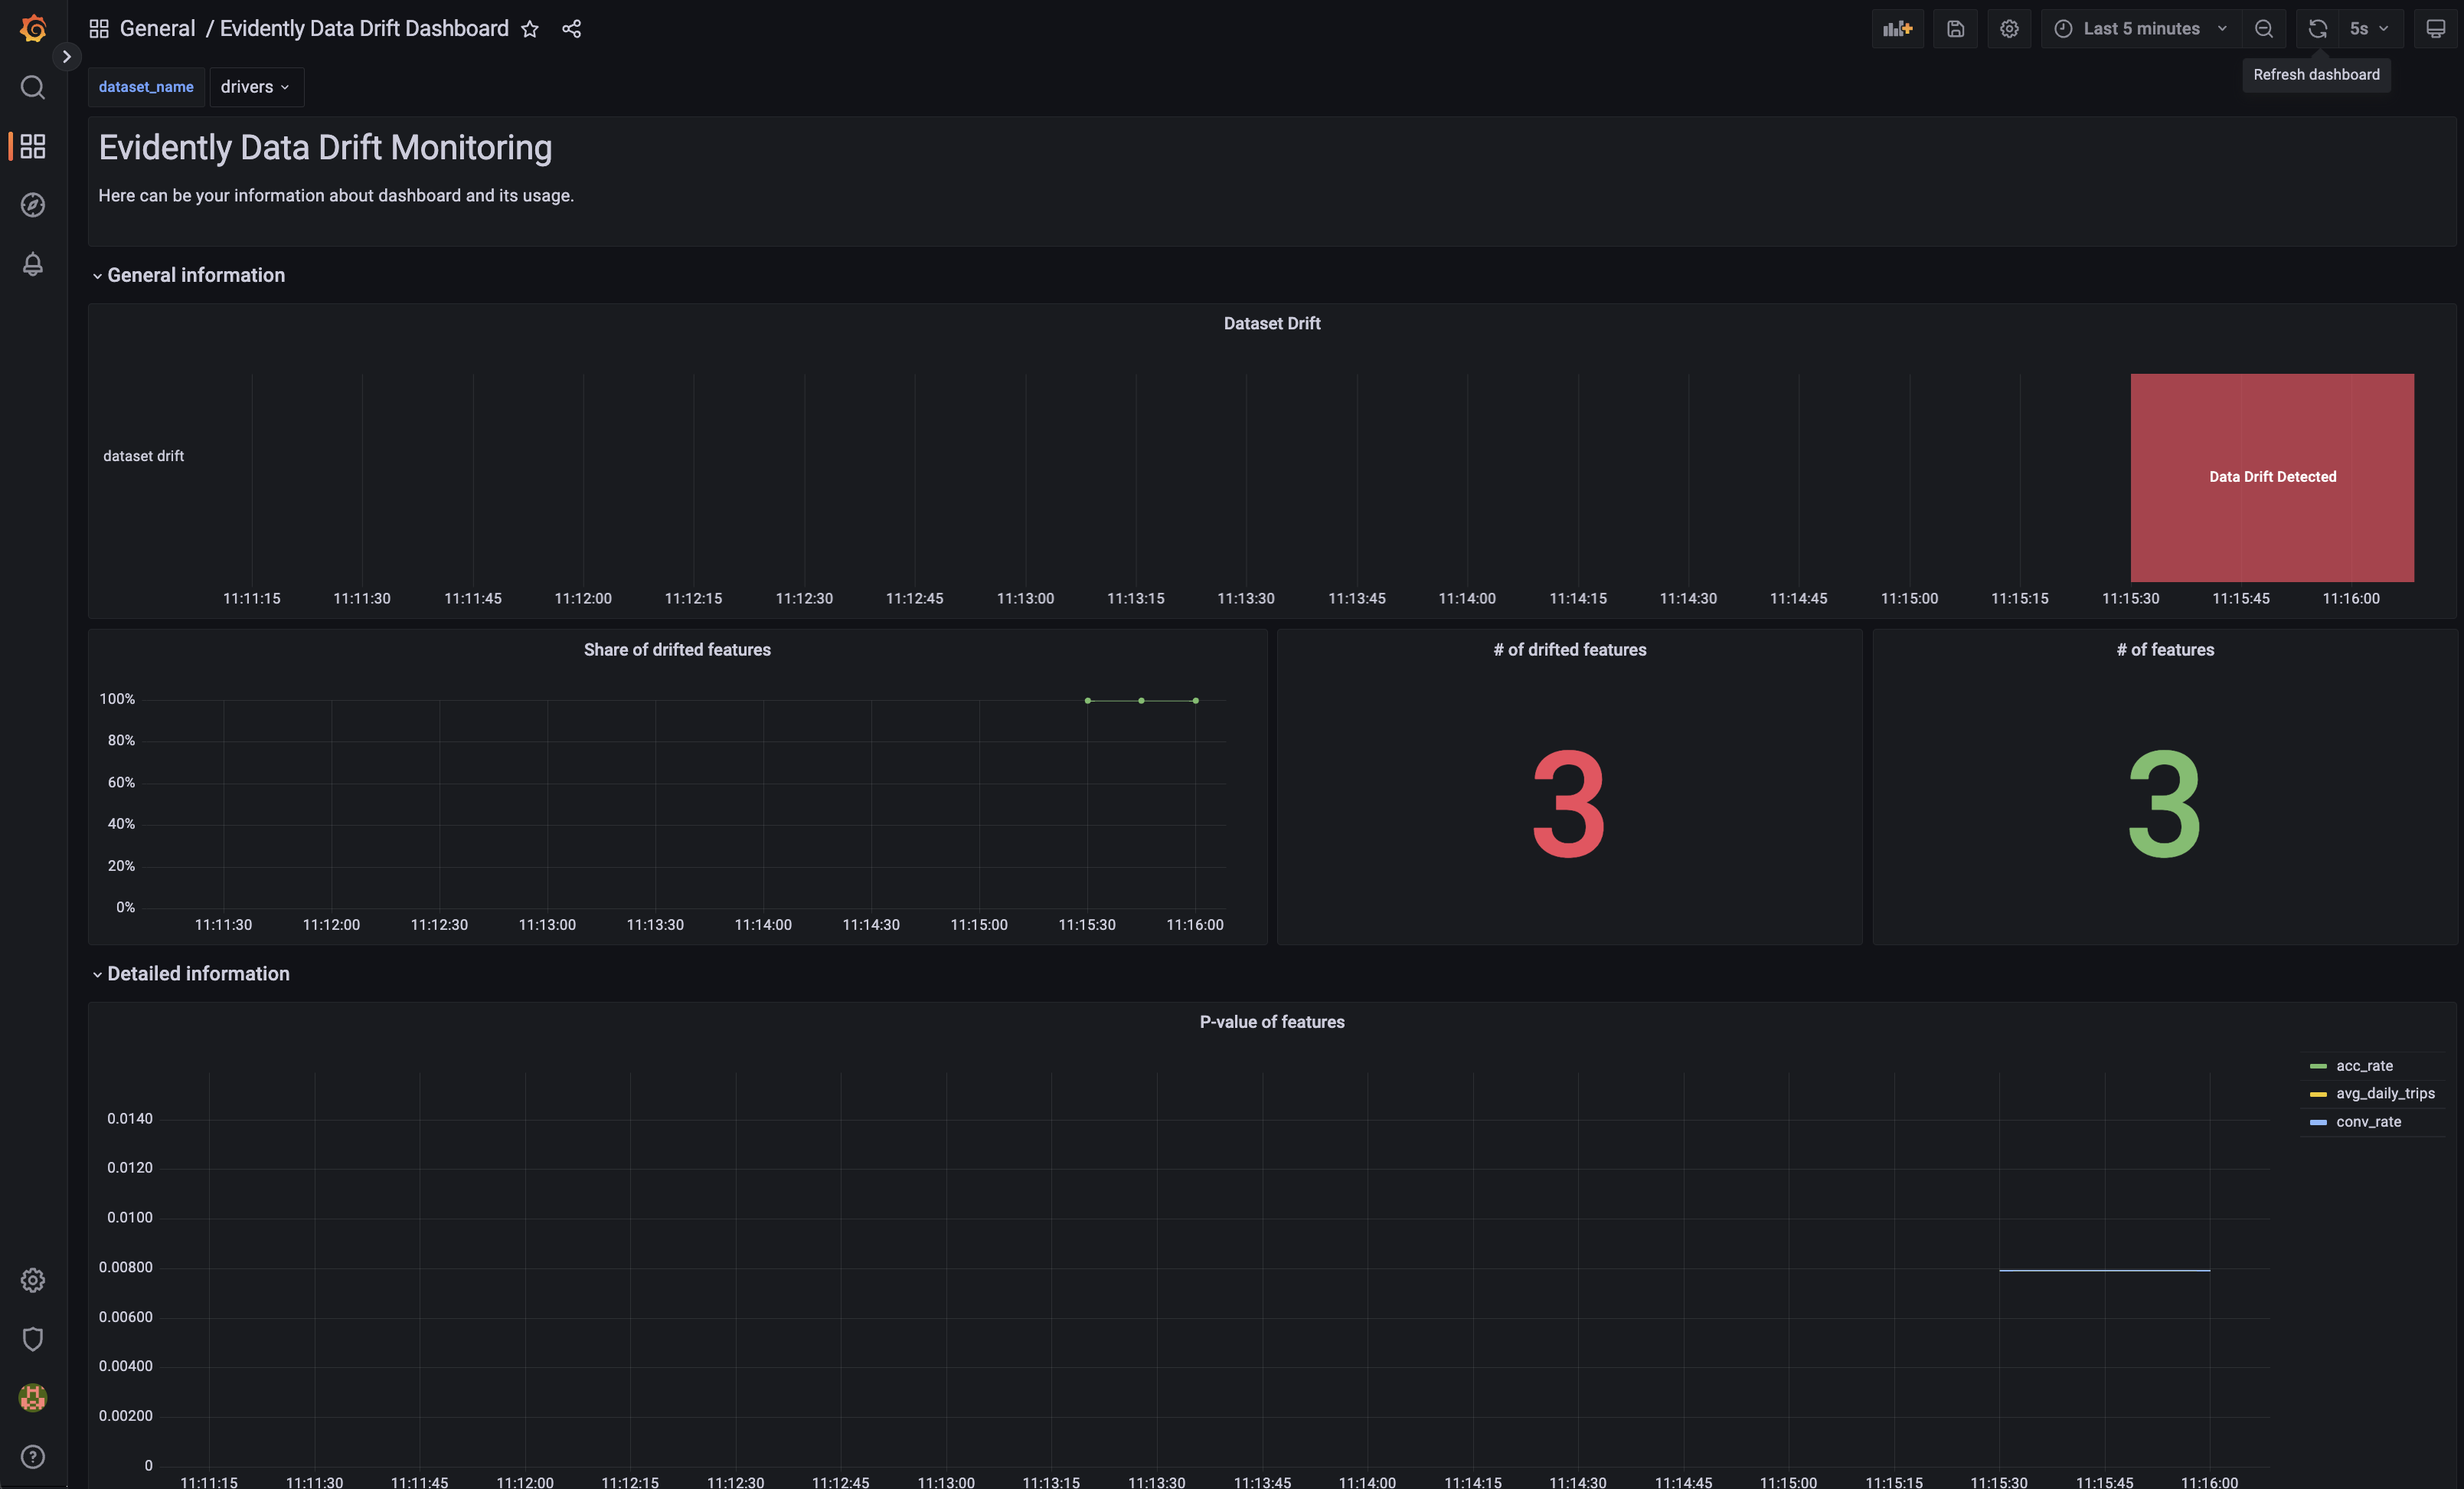 General / Evidently Data Drift Dashboard
Last 5 minutes
5s
Refresh dashboard
dataset_name drivers
Evidently Data Drift Monitoring
Here can be your information about dashboard and its usage.
General information
Dataset Drift
dataset drift
Data Drift Detected
11:11:15 11:11:30 11:11:45 11:12:00 11:12:15 11:12:30 11:12:45 11:13:00 11:13:15 11:13:30 11:13:45 11:14:00 11:14:15 11:14:30 11:14:45 11:15:00 11:15:15 11:15:30 11:15:45 11:16:00
Share of drifted features
100%
80%
60%
40%
20%
0%
11:11:30 11:12:00 11:12:30 11:13:00 11:13:30 11:14:00 11:14:30 11:15:00 11:15:30 11:16:00
# of drifted features
3
# of features
3
Detailed information
P-value of features
acc_rate
avg_daily_trips
conv_rate
0.0140
0.0120
0.0100
0.00800
0.00600
0.00400
0.00200
0
11:11:15 11:11:30 11:11:45 11:12:00 11:12:15 11:12:30 11:12:45 11:13:00 11:13:15 11:13:30 11:13:45 11:14:00 11:14:15 11:14:30 11:14:45 11:15:00 11:15:15 11:15:30 11:15:45 11:16:00